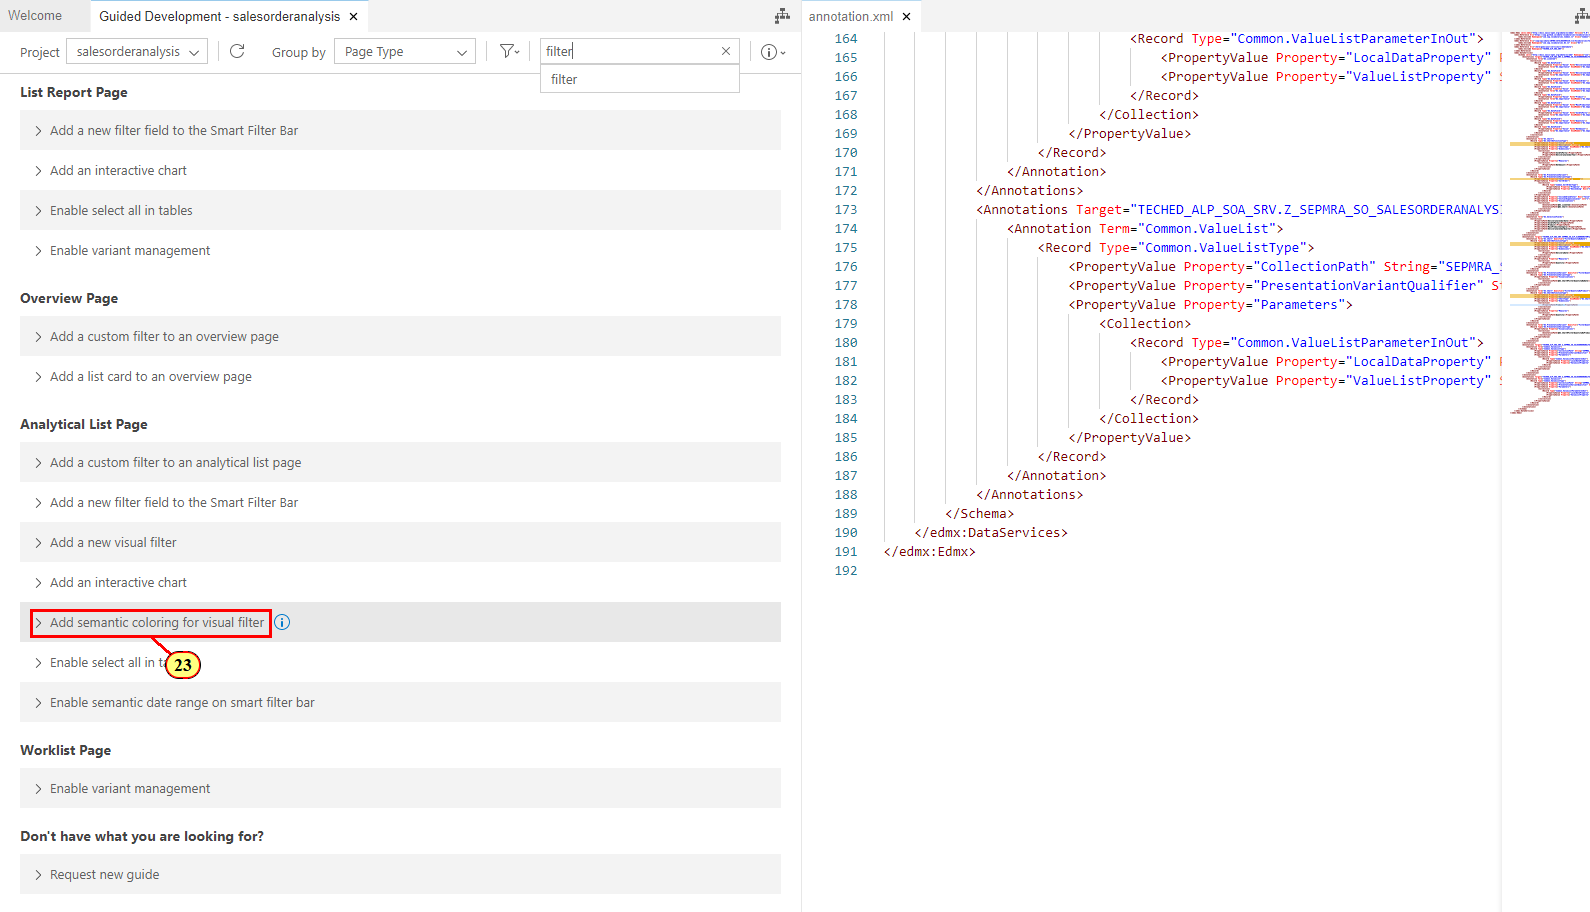 Welcome
Guided Development - salesorderanalysis
Project
salesorderanalysis
Group by
Page Type
filter
filter
List Report Page
Add a new filter field to the Smart Filter Bar
Add an interactive chart
Enable select all in tables
Enable variant management
Overview Page
Add a custom filter to an overview page
Add a list card to an overview page
Analytical List Page
Add a custom filter to an analytical list page
Add a new filter field to the Smart Filter Bar
Add a new visual filter
Add an interactive chart
Add semantic coloring for visual filter
Enable select all in
23
Enable semantic date range on smart filter bar
Worklist Page
Enable variant management
Don't have what you are looking for?
Request new guide
annotation.xml
164 <Record Type="Common.ValueListParameterInOut">
165 <PropertyValue Property="LocalDataProperty"
166 <PropertyValue Property="ValueListProperty"
167 </Record>
168 </Collection>
169 </PropertyValue>
170 </Record>
171 </Annotation>
172 </Annotations>
173 <Annotations Target="TECHED_ALP_SOA_SRV.Z_SEPMRA_SO_SALESORDERANALYSI
174 <Annotation Term="Common.ValueList">
175 <Record Type="Common.ValueListType">
176 <PropertyValue Property="CollectionPath" String="SEPMRA_S
177 <PropertyValue Property="PresentationVariantQualifier" St
178 <PropertyValue Property="Parameters">
179 <Collection>
180 <Record Type="Common.ValueListParameterInOut">
181 <PropertyValue Property="LocalDataProperty"
182 <PropertyValue Property="ValueListProperty"
183 </Record>
184 </Collection>
185 </PropertyValue>
186 </Record>
187 </Annotation>
188 </Annotations>
189 </Schema>
190 </edmx:DataServices>
191 </edmx:Edmx>
192